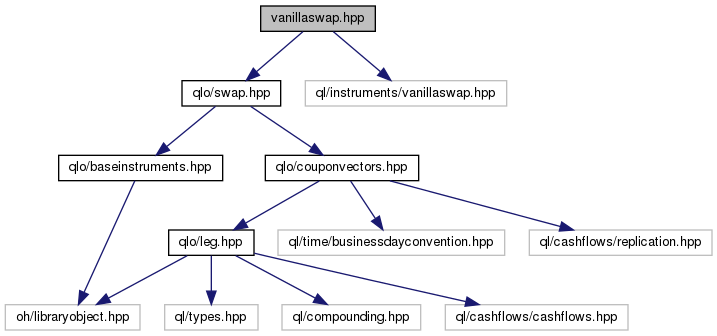 vanillaswap.hpp
qlo/swap.hpp
ql/instruments/vanillaswap.hpp
qlo/baseinstruments.hpp
qlo/couponvectors.hpp
qlo/leg.hpp
ql/time/businessdayconvention.hpp
ql/cashflows/replication.hpp
oh/libraryobject.hpp
ql/types.hpp
ql/compounding.hpp
ql/cashflows/cashflows.hpp